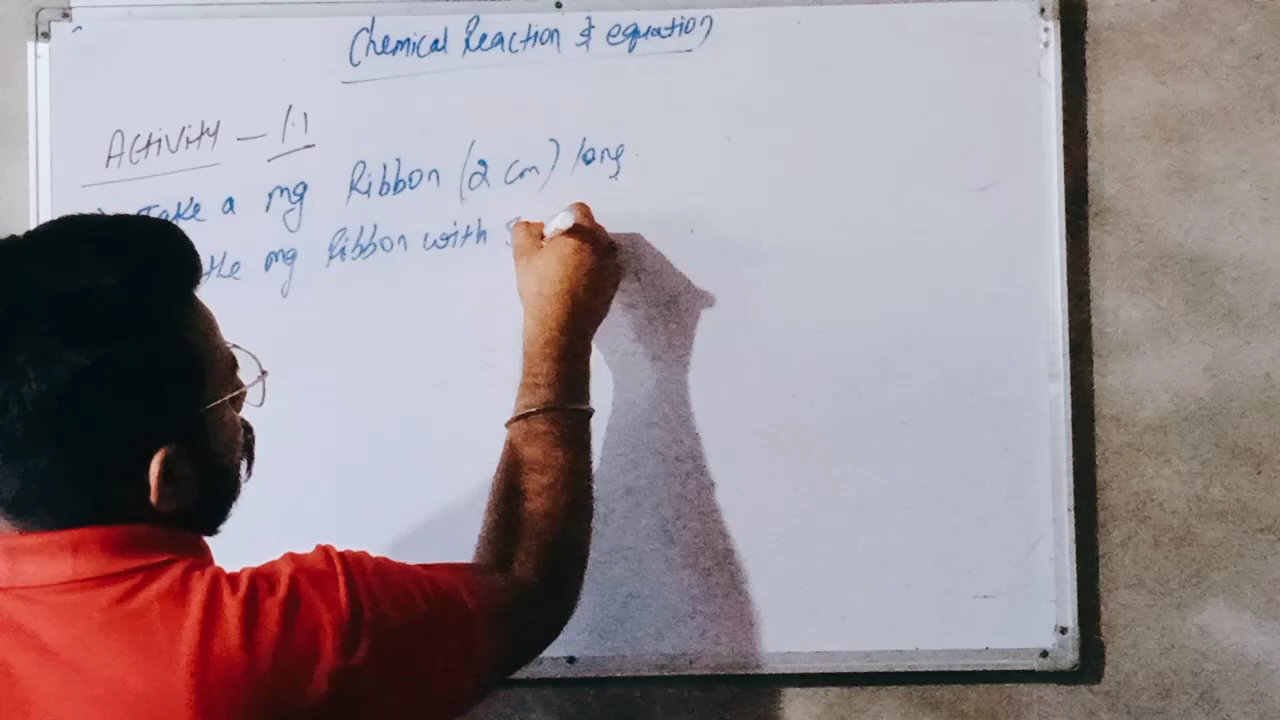 Chemical Reaction & equation
Activity - 1.1
Take a mg Ribbon (2 cm) long
the mg Ribbon with